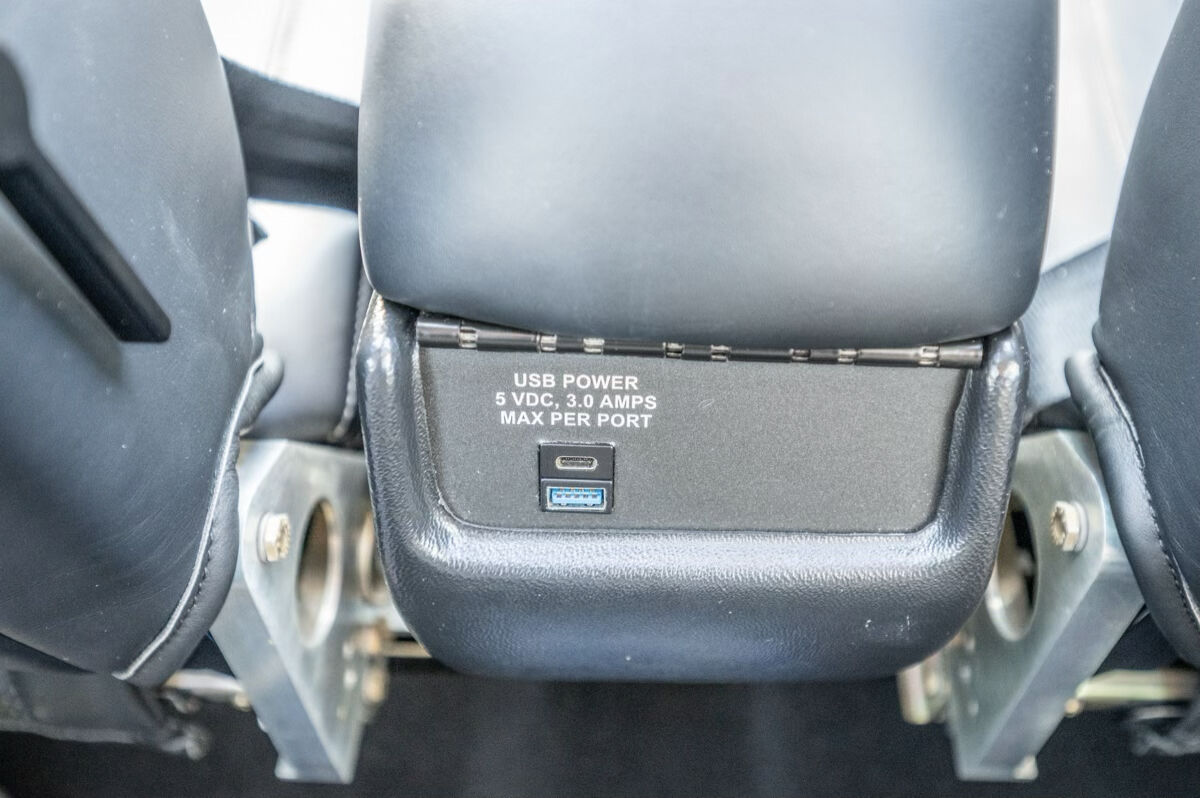 USB POWER
5 VDC, 3.0 AMPS
MAX PER PORT